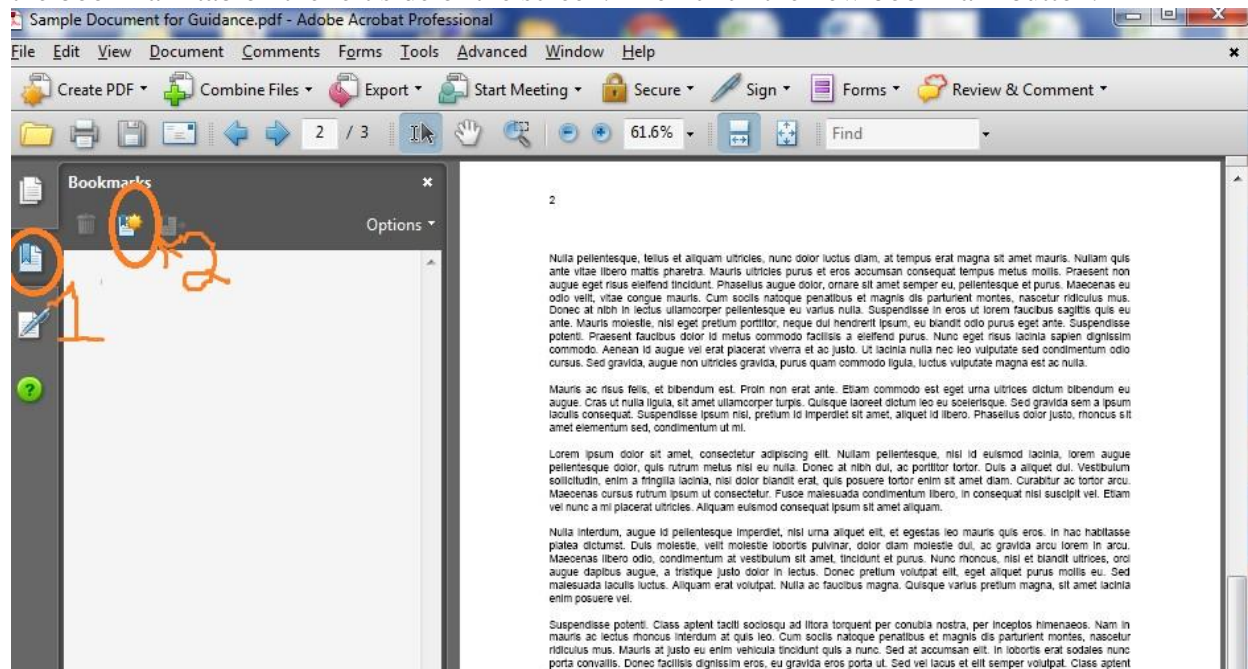 Sample Document for Guidance.pdf - Adobe Acrobat Professional
File Edit View Document Comments Forms Tools Advanced Window Help
Create PDF Combine Files Export Start Meeting Secure Sign Forms Review & Comment
2 / 3 61.6% Find
Bookmarks
Options
2
1
2
Nulla pellentesque, tellus et aliquam ultricies, nunc dolor luctus diam, at tempus erat magna sit amet mauris. Nullam quis
ante vitae libero mattis pharetra. Mauris ultricies purus et eros accumsan consequat tempus metus mollis. Praesent non
augue eget risus eleifend tincidunt. Phasellus augue dolor, ornare sit amet semper eu, pellentesque et purus. Maecenas eu
odio velit, vitae congue mauris. Cum sociis natoque penatibus et magnis dis parturient montes, nascetur ridiculus mus.
Donec at nibh in lectus ullamcorper pellentesque eu varius nulla. Suspendisse in eros ut lorem faucibus sagittis quis eu
ante. Mauris molestie, nisl eget pretium porttitor, neque dui hendrerit ipsum, eu blandit odio purus eget ante. Suspendisse
potenti. Praesent faucibus dolor id metus commodo facilisis a eleifend purus. Nunc eget risus lacinia sapien dignissim
commodo. Aenean id augue vel erat placerat viverra et ac justo. Ut lacinia nulla nec leo vulputate sed condimentum odio
cursus. Sed gravida, augue non ultricies gravida, purus quam commodo ligula, luctus vulputate magna est ac nulla.
Mauris ac risus felis, et bibendum est. Proin non erat ante. Etiam commodo est eget urna ultrices dictum bibendum eu
augue. Cras ut nulla ligula, sit amet ullamcorper turpis. Quisque laoreet dictum leo eu scelerisque. Sed gravida sem a ipsum
iaculis consequat. Suspendisse ipsum nisl, pretium id imperdiet sit amet, aliquet id libero. Phasellus dolor justo, rhoncus sit
amet elementum sed, condimentum ut mi.
Lorem ipsum dolor sit amet, consectetur adipiscing elit. Nullam pellentesque, nisl id euismod lacinia, lorem augue
pellentesque dolor, quis rutrum metus nisl eu nulla. Donec at nibh dui, ac porttitor tortor. Duis a aliquet dui. Vestibulum
sollicitudin, enim a fringilla lacinia, nisl dolor blandit erat, quis posuere tortor enim sit amet diam. Curabitur ac tortor arcu.
Maecenas cursus rutrum ipsum ut consectetur. Fusce malesuada condimentum libero, in consequat nisl suscipit vel. Etiam
vel nunc a mi placerat ultricies. Aliquam euismod consequat ipsum sit amet aliquam.
Nulla interdum, augue id pellentesque imperdiet, nisl urna aliquet elit, et egestas leo mauris quis eros. In hac habitasse
platea dictumst. Duis molestie, velit molestie lobortis pulvinar, dolor diam molestie dui, ac gravida arcu lorem in arcu.
Maecenas libero odio, condimentum at vestibulum sit amet, tincidunt et purus. Nunc rhoncus, nisl et blandit ultrices, orci
augue dapibus augue, a tristique justo dolor in lectus. Donec pretium volutpat elit, eget aliquet purus mollis eu. Sed
malesuada iaculis luctus. Aliquam erat volutpat. Nulla ac faucibus magna. Quisque varius pretium magna, sit amet lacinia
enim posuere vel.
Suspendisse potenti. Class aptent taciti sociosqu ad litora torquent per conubia nostra, per inceptos himenaeos. Nam in
mauris ac lectus rhoncus interdum at quis leo. Cum sociis natoque penatibus et magnis dis parturient montes, nascetur
ridiculus mus. Mauris at justo eu enim vehicula tincidunt quis a nunc. Sed at accumsan elit. In lobortis erat sodales nunc
porta convallis. Donec facilisis dignissim eros, eu gravida eros porta ut. Sed vel lacus et elit semper volutpat. Class aptent